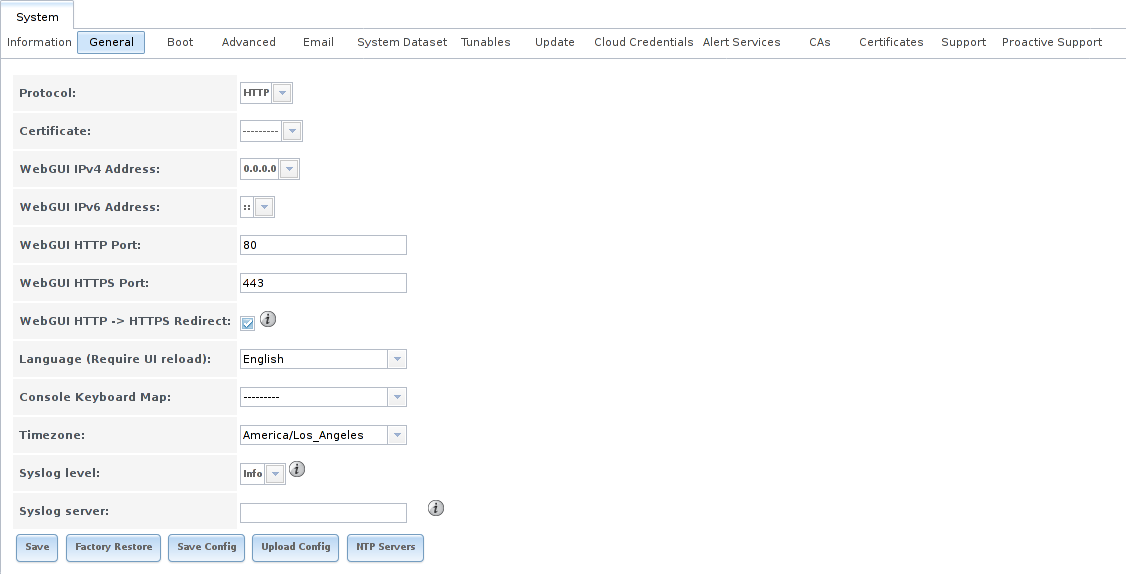 System
Information General Boot Advanced Email System Dataset Tunables Update Cloud Credentials Alert Services CAs Certificates Support Proactive Support
Protocol: HTTP
Certificate: ---------
WebGUI IPv4 Address: 0.0.0.0
WebGUI IPv6 Address: ::
WebGUI HTTP Port: 80
WebGUI HTTPS Port: 443
WebGUI HTTP -> HTTPS Redirect: i
Language (Require UI reload): English
Console Keyboard Map: ---------
Timezone: America/Los_Angeles
Syslog level: Info i
Syslog server: i
Save Factory Restore Save Config Upload Config NTP Servers